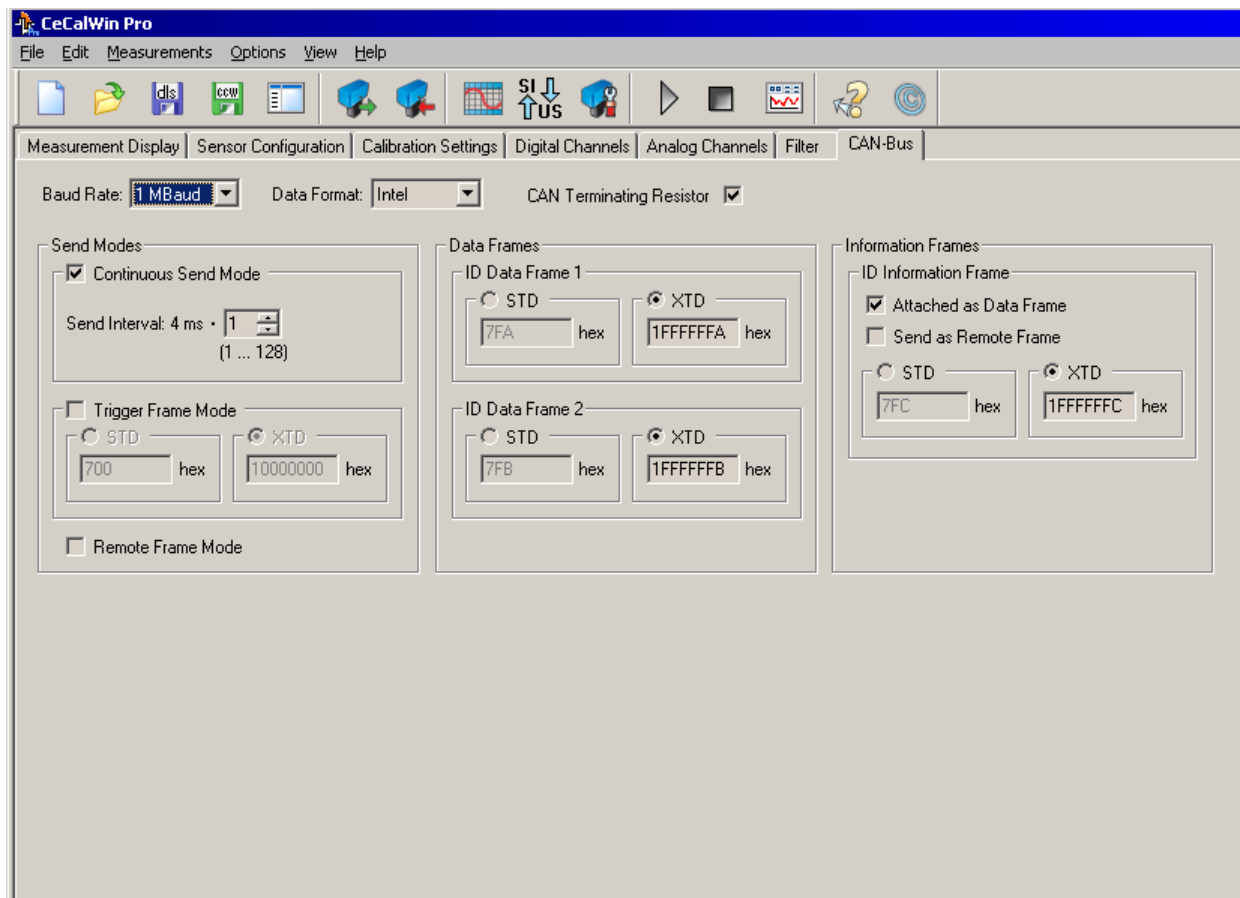 CeCalWin Pro
File Edit Measurements Options View Help
dls ccw SI US
Measurement Display Sensor Configuration Calibration Settings Digital Channels Analog Channels Filter CAN-Bus
Baud Rate: 1 MBaud Data Format: Intel CAN Terminating Resistor
Send Modes
Continuous Send Mode
Send Interval: 4 ms • 1
(1 ... 128)
Trigger Frame Mode
STD XTD
700 hex 10000000 hex
Remote Frame Mode
Data Frames
ID Data Frame 1
STD XTD
7FA hex 1FFFFFFA hex
ID Data Frame 2
STD XTD
7FB hex 1FFFFFFB hex
Information Frames
ID Information Frame
Attached as Data Frame
Send as Remote Frame
STD XTD
7FC hex 1FFFFFFC hex